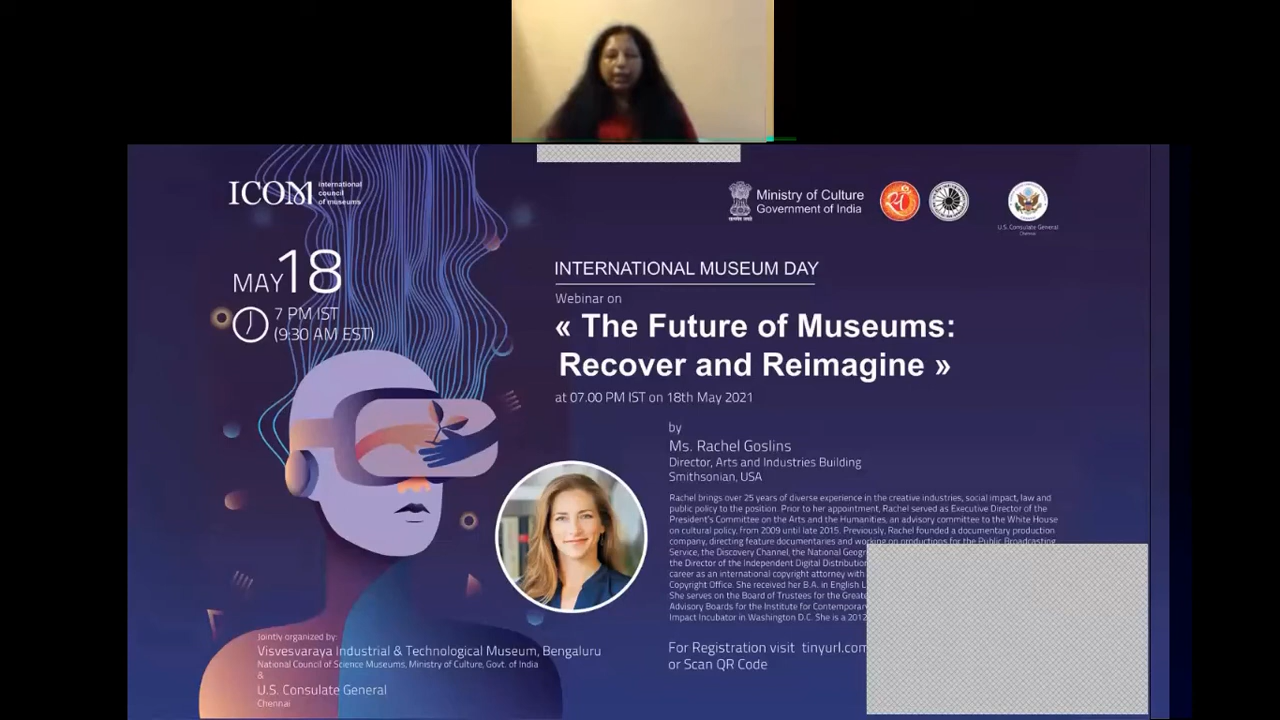 ICOM international
council
of museums
Ministry of Culture
Government of India
U.S. Consulate General
Chennai
MAY 18
7 PM IST
(9:30 AM EST)
INTERNATIONAL MUSEUM DAY
Webinar on
« The Future of Museums:
Recover and Reimagine »
at 07.00 PM IST on 18th May 2021
by
Ms. Rachel Goslins
Director, Arts and Industries Building
Smithsonian, USA
Rachel brings over 25 years of diverse experience in the creative industries, social impact, law and
public policy to the position. Prior to her appointment, Rachel served as Executive Director of the
President's Committee on the Arts and the Humanities, an advisory committee to the White House
on cultural policy, from 2009 until late 2015. Previously, Rachel founded a documentary production
company, directing feature documentaries and working on productions for the Public Broadcasting
Service, the Discovery Channel, the National Geogr
the Director of the Independent Digital Distribution
career as an international copyright attorney with
Copyright Office. She received her B.A. in English L
She serves on the Board of Trustees for the Greate
Advisory Boards for the Institute for Contemporary
Impact Incubator in Washington D.C. She is a 2012
For Registration visit tinyurl.com
or Scan QR Code
Jointly organized by:
Visvesvaraya Industrial & Technological Museum, Bengaluru
National Council of Science Museums, Ministry of Culture, Govt. of India
&
U.S. Consulate General
Chennai